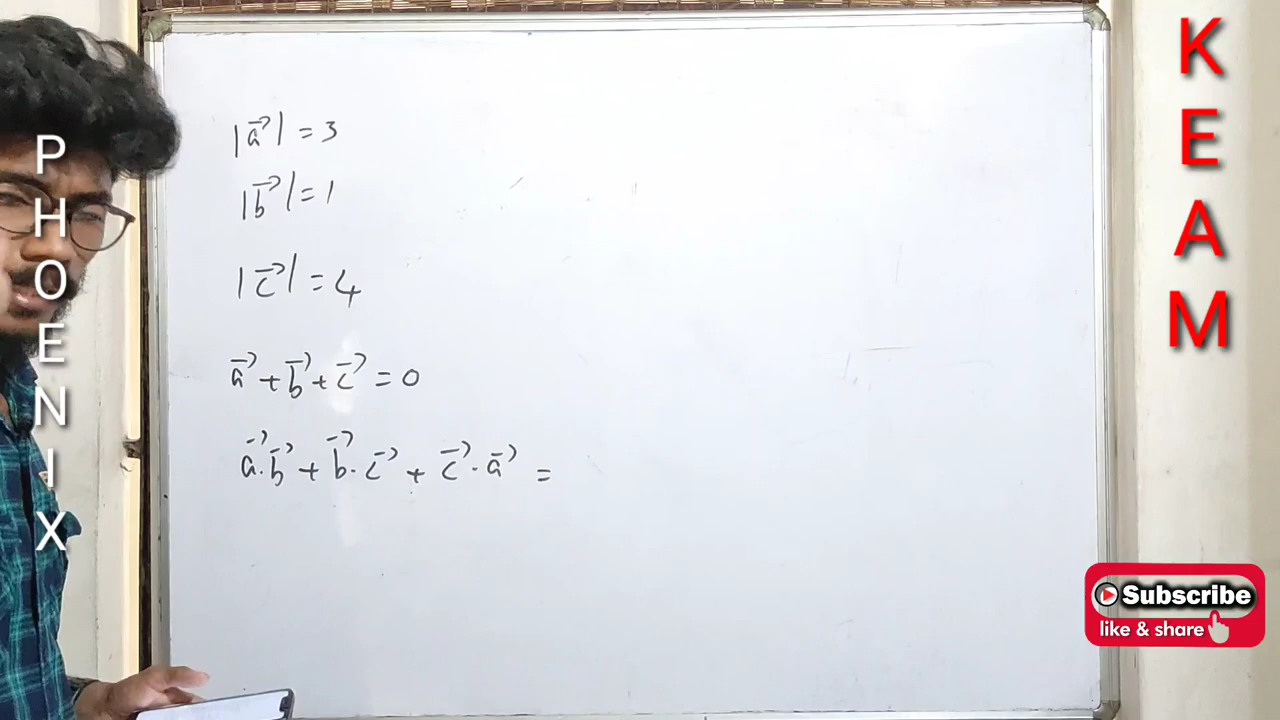 |a⃗| = 3
|b⃗| = 1
|c⃗| = 4
a⃗ + b⃗ + c⃗ = 0
a⃗.b⃗ + b⃗.c⃗ + c⃗.a⃗ =
PHOENIX
KEAM
Subscribe
like & share